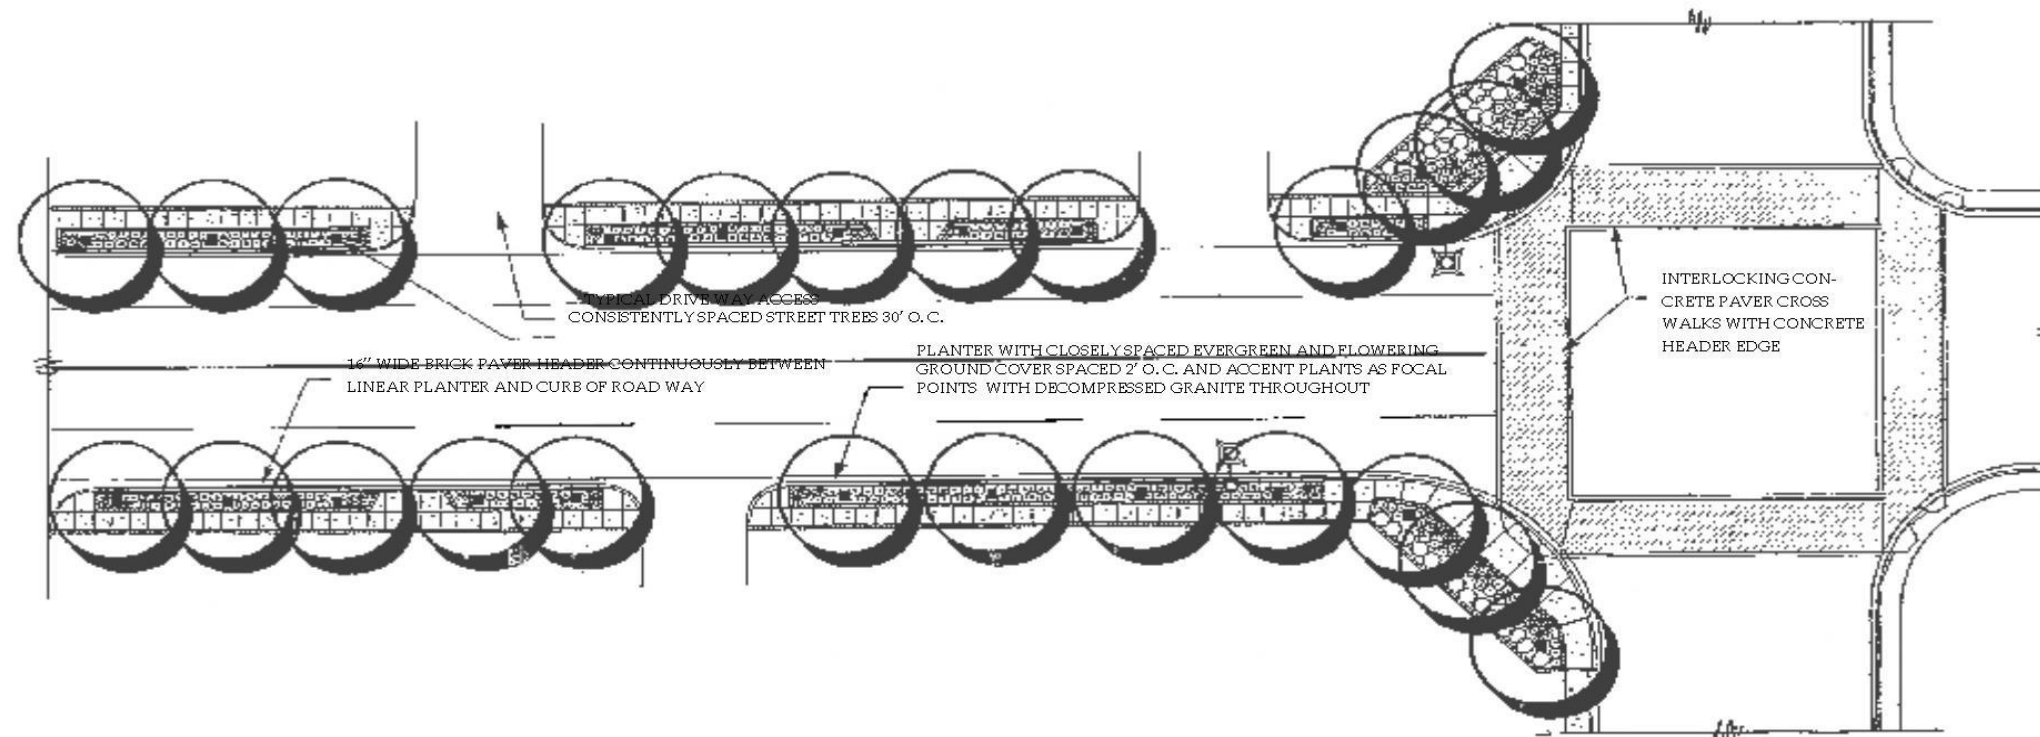 TYPICAL DRIVE WAY ACCESS
CONSISTENTLY SPACED STREET TREES 30' O. C.
16" WIDE BRICK PAVER HEADER CONTINUOUSLY BETWEEN
LINEAR PLANTER AND CURB OF ROAD WAY
PLANTER WITH CLOSELY SPACED EVERGREEN AND FLOWERING
GROUND COVER SPACED 2' O. C. AND ACCENT PLANTS AS FOCAL
POINTS WITH DECOMPRESSED GRANITE THROUGHOUT
INTERLOCKING CON-
CRETE PAVER CROSS
WALKS WITH CONCRETE
HEADER EDGE